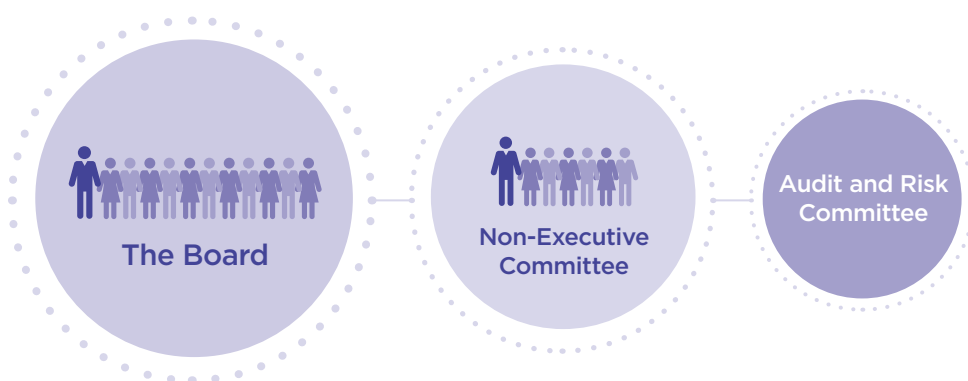 The Board
Non-Executive
Committee
Audit and Risk
Committee